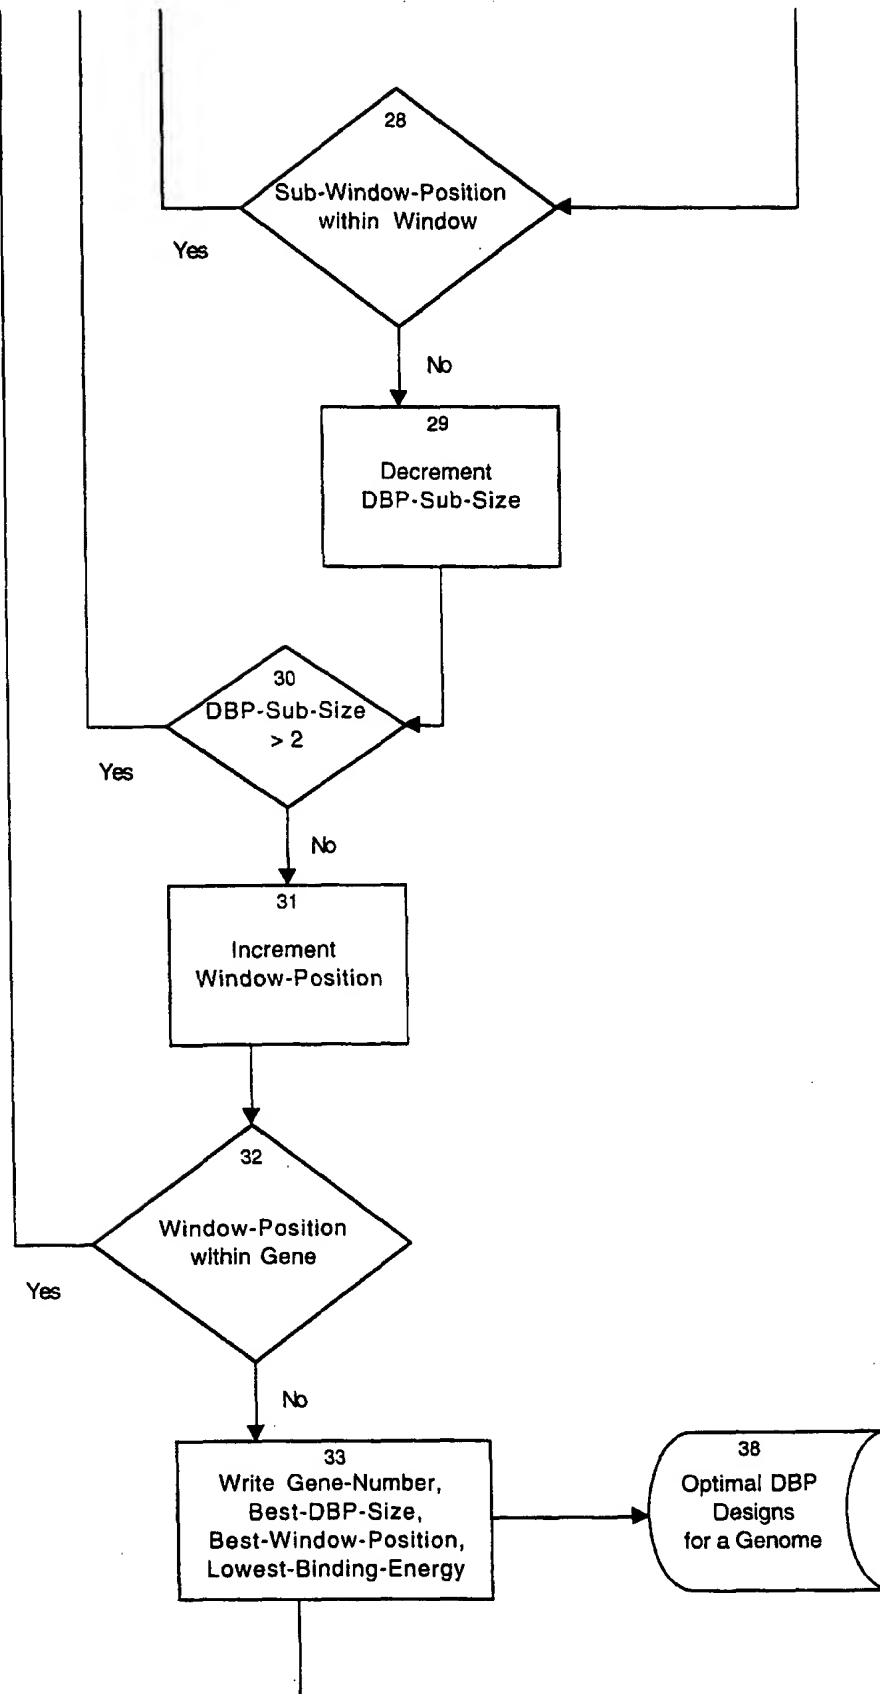 28
Sub-Window-Position
within Window
Yes
No
29
Decrement
DBP-Sub-Size
30
DBP-Sub-Size
> 2
Yes
No
31
Increment
Window-Position
32
Window-Position
within Gene
Yes
No
33
Write Gene-Number,
Best-DBP-Size,
Best-Window-Position,
Lowest-Binding-Energy
38
Optimal DBP
Designs
for a Genome